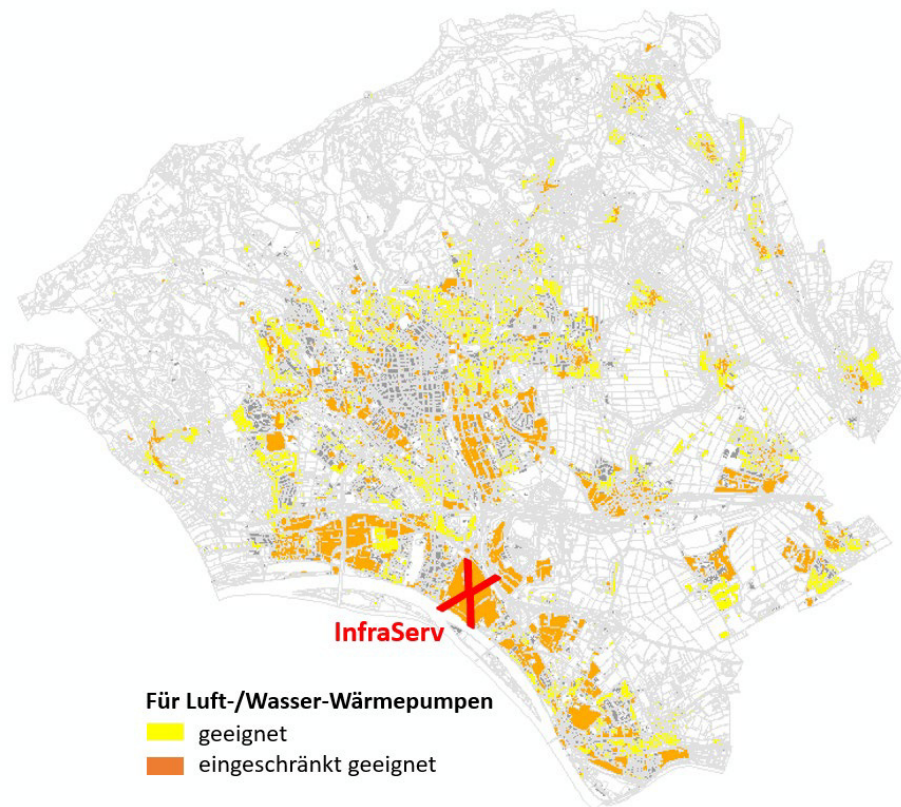 InfraServ
Für Luft-/Wasser-Wärmepumpen
geeignet
eingeschränkt geeignet